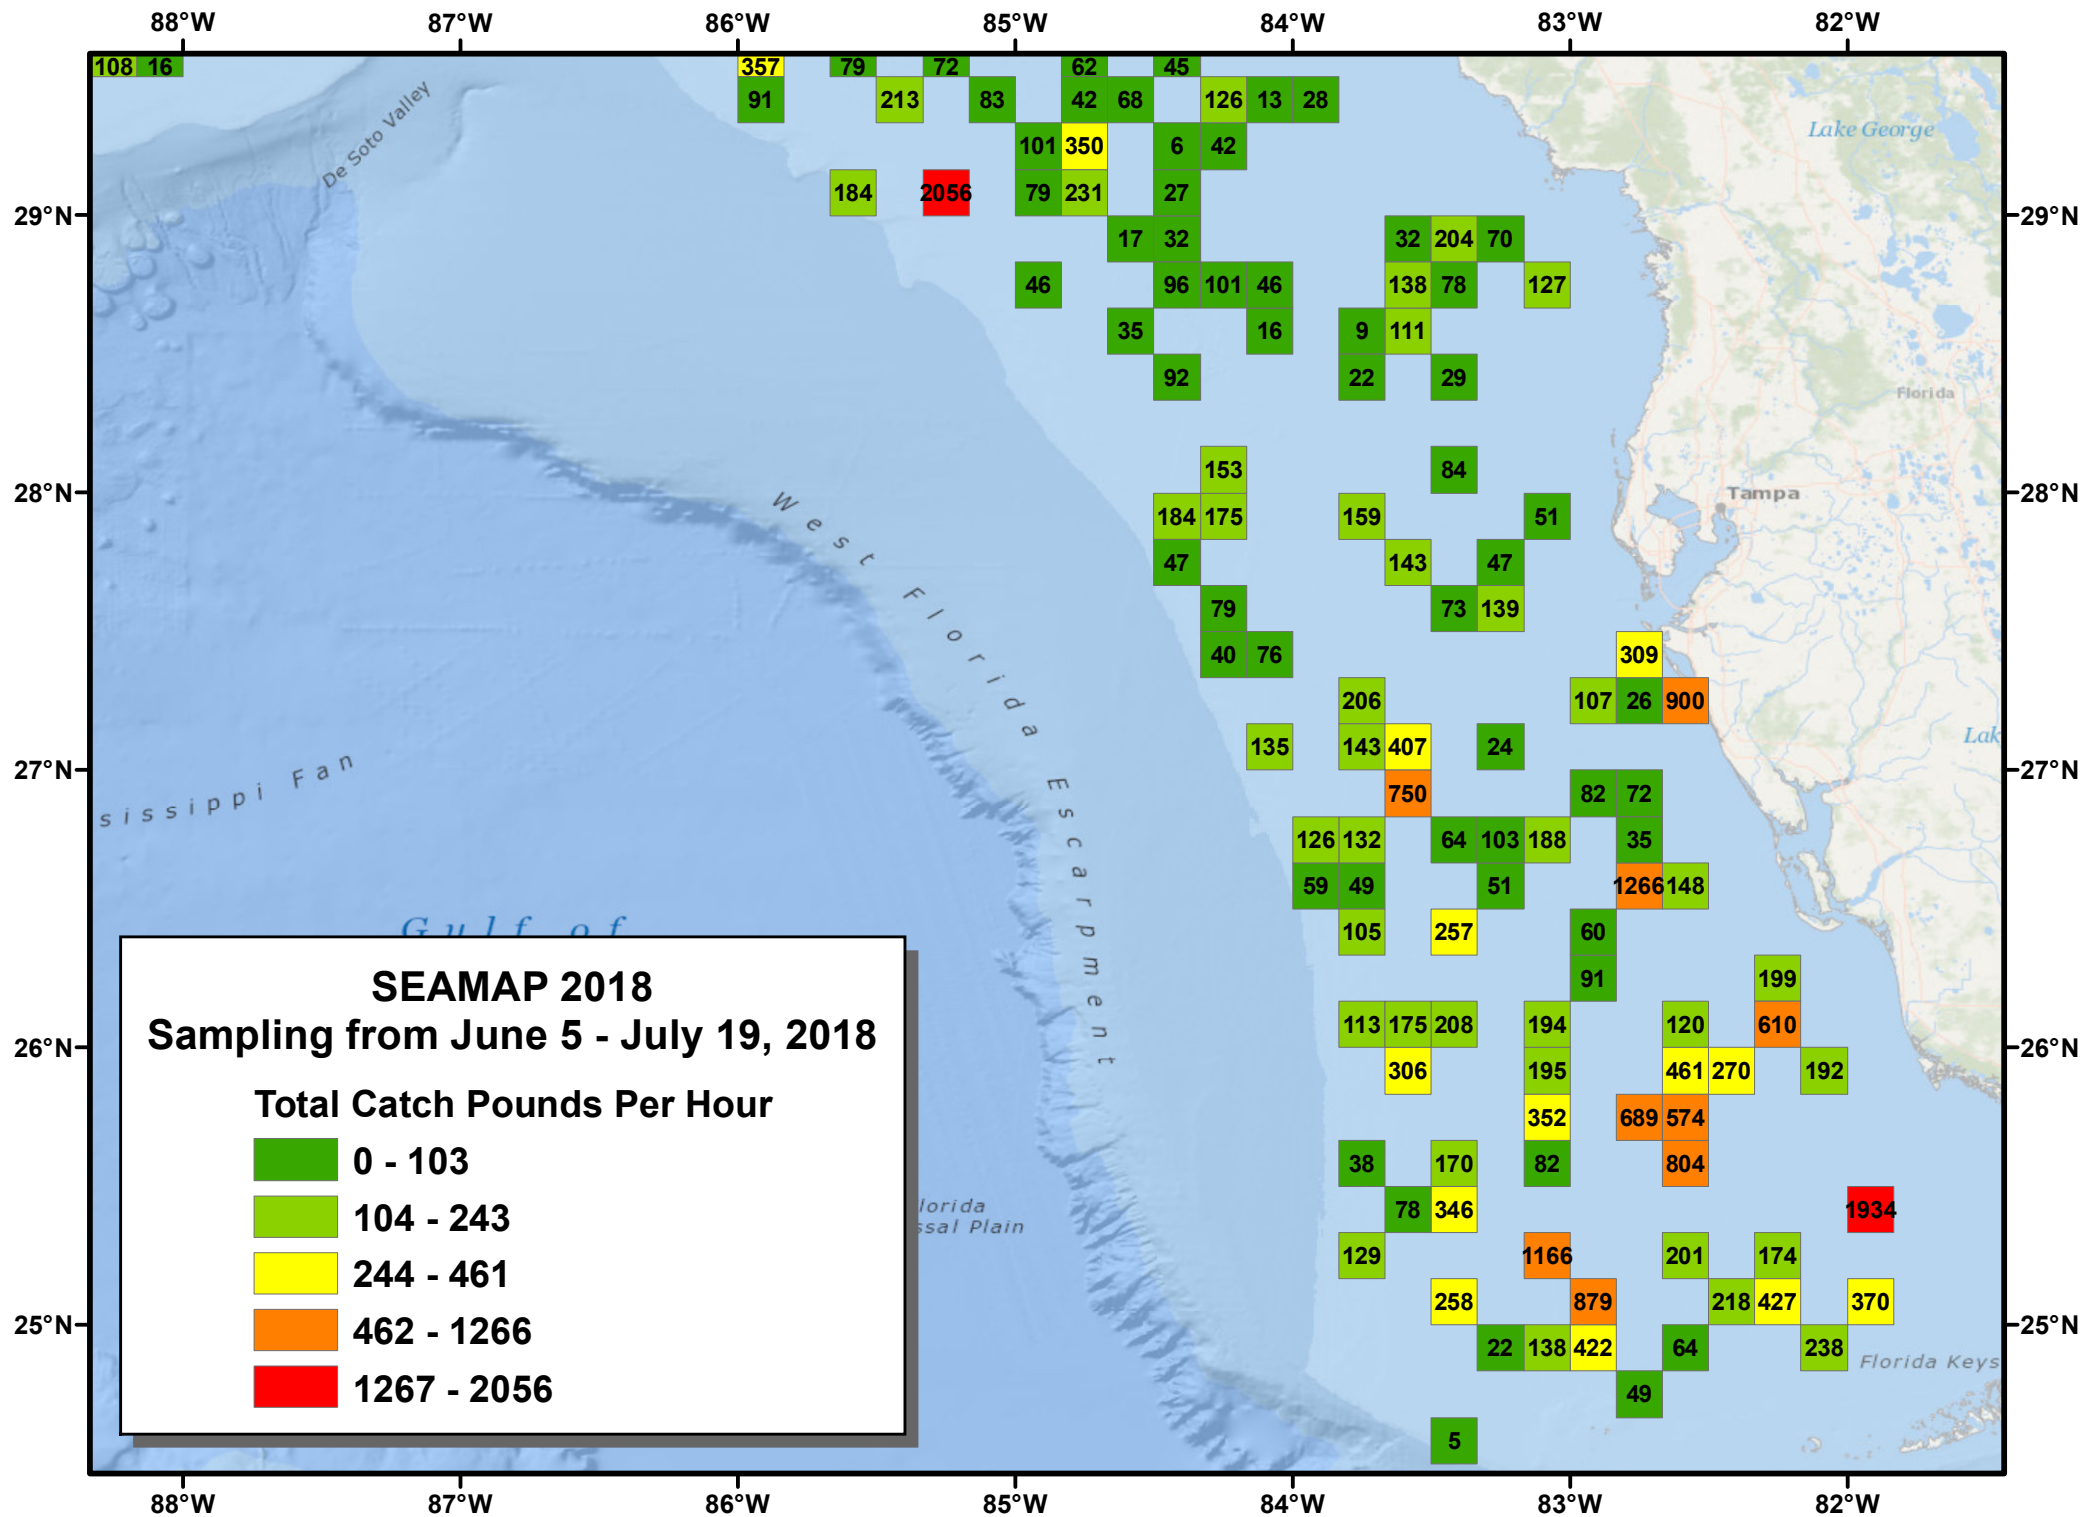 88°W 87°W 86°W 85°W 84°W 83°W 82°W
108 16 357 79 72 62 45
91 213 83 42 68 126 13 28
De Soto Valley
Lake George
101 350 6 42
184 2056 79 231 27
29°N 29°N
17 32 32 204 70
46 96 101 46 138 78 127
35 16 9 111
92 22 29
Florida
153 84
28°N 28°N
Tampa
West Florida Escarpment
184 175 159 51
47 143 47
79 73 139
40 76 309
206 107 26 900
135 143 407 24
Lak
27°N 27°N
sissippi Fan
750 82 72
126 132 64 103 188 35
59 49 51 1266 148
105 257 60
Gulf of
91 199
113 175 208 194 120 610
26°N 26°N
306 195 461 270 192
352 689 574
38 170 82 804
78 346 1934
lorida
ssal Plain
129 1166 201 174
258 879 218 427 370
25°N 25°N
22 138 422 64 238
Florida Keys
49
5
SEAMAP 2018
Sampling from June 5 - July 19, 2018
Total Catch Pounds Per Hour
0 - 103
104 - 243
244 - 461
462 - 1266
1267 - 2056
88°W 87°W 86°W 85°W 84°W 83°W 82°W